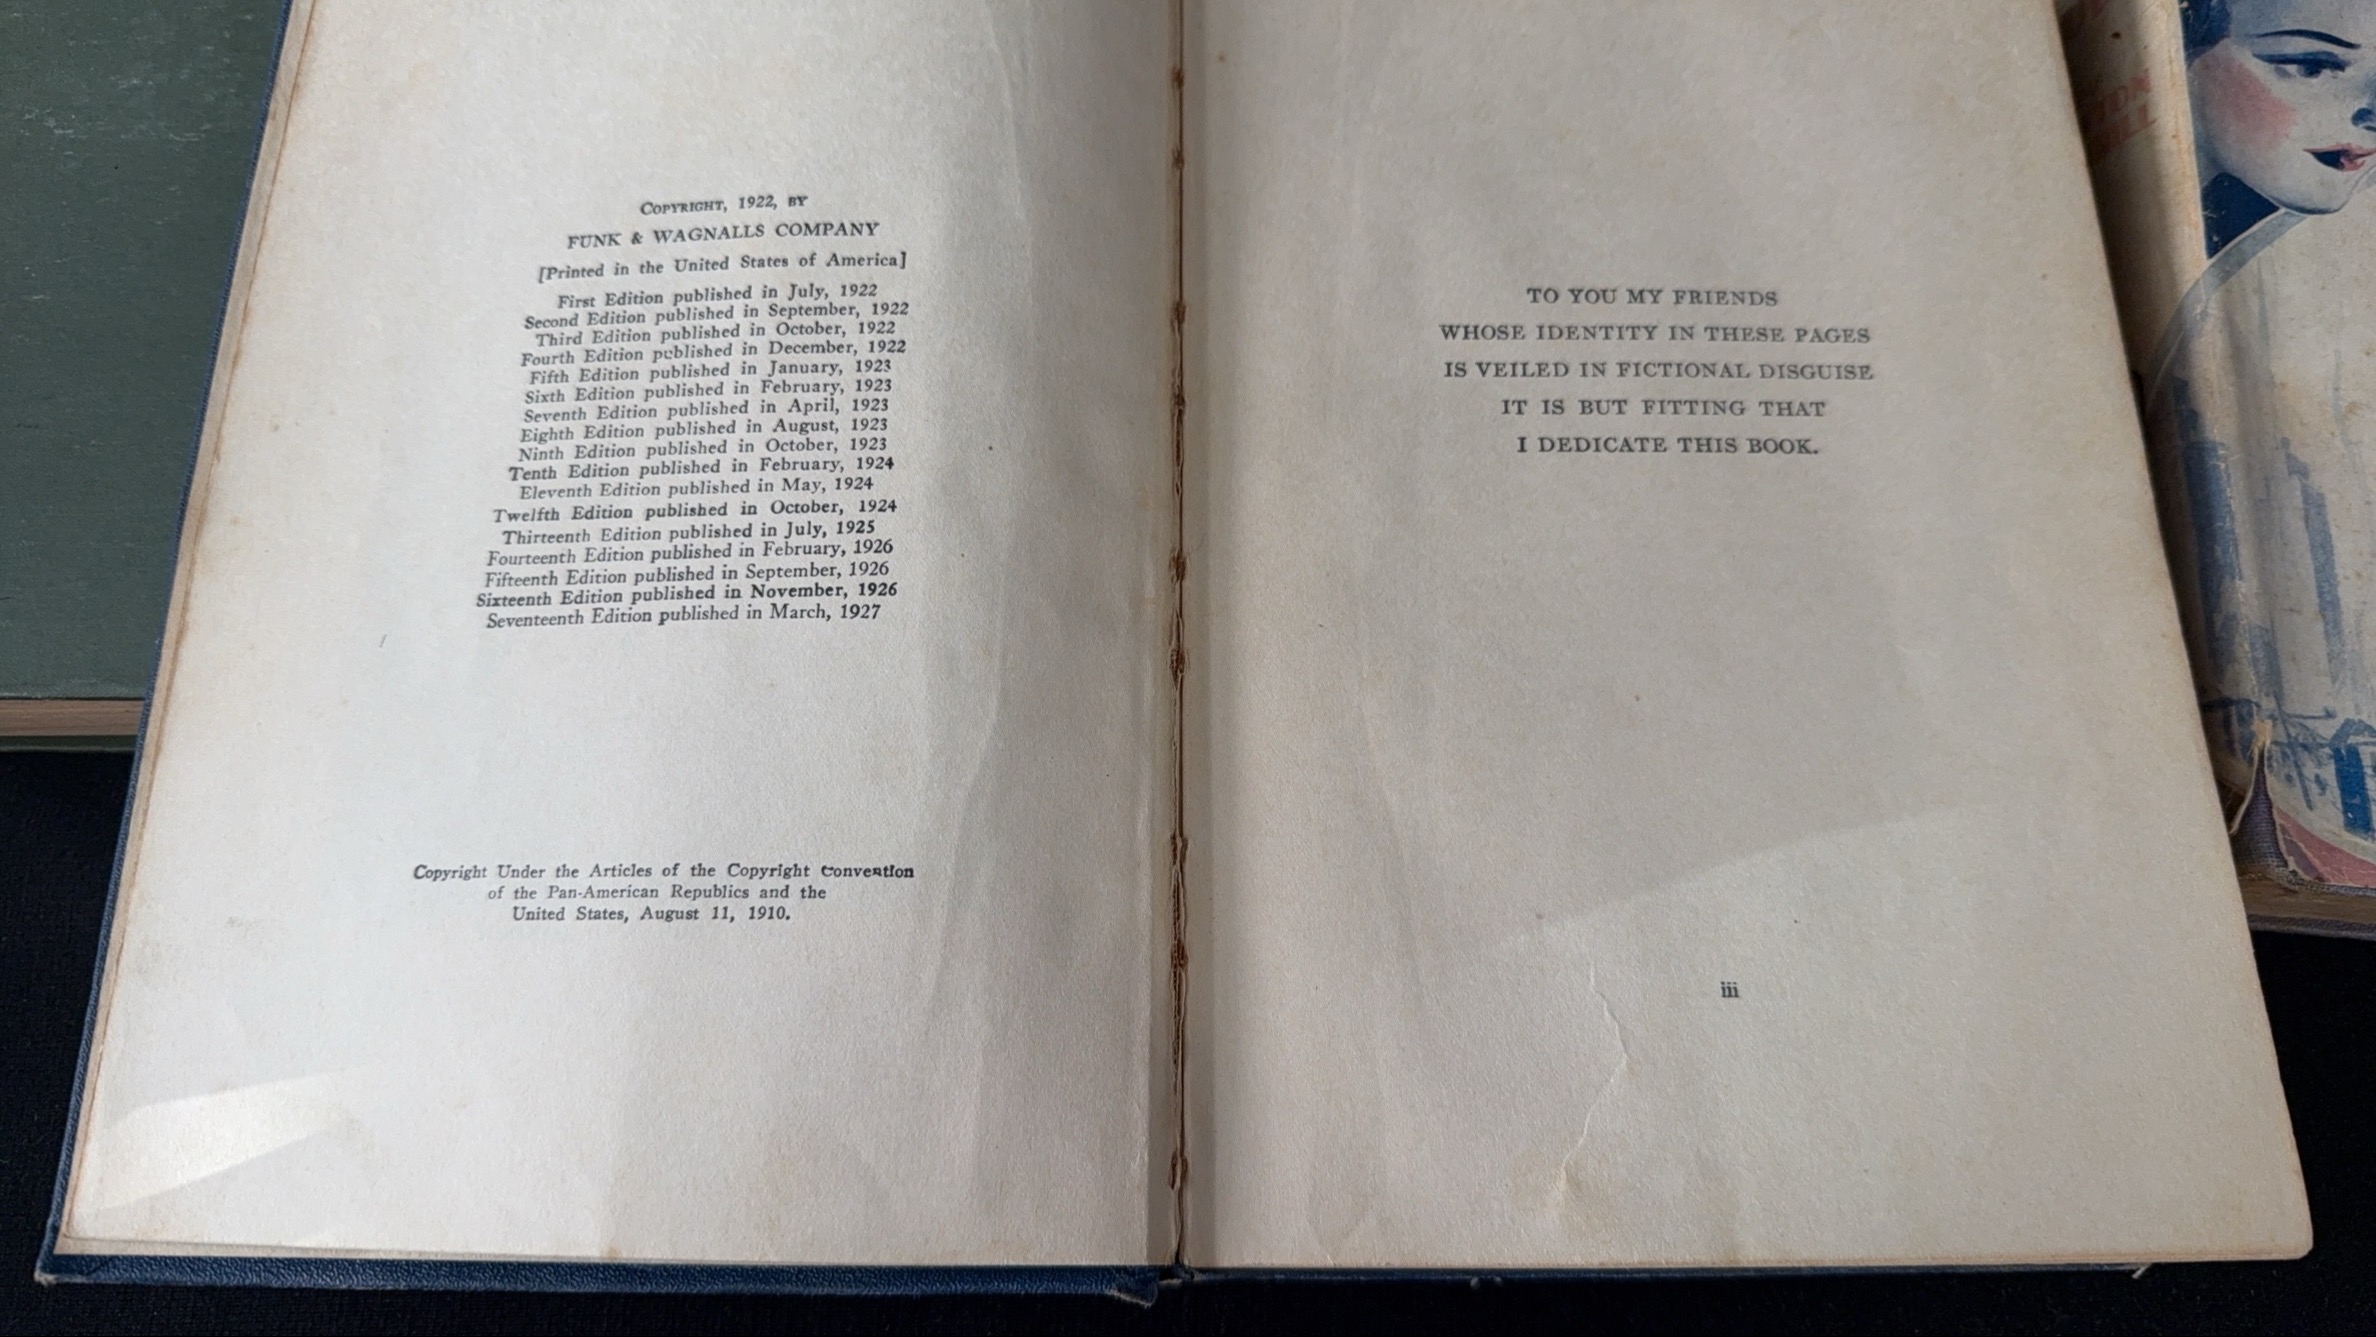 COPYRIGHT, 1922, BY
FUNK & WAGNALLS COMPANY
[Printed in the United States of America]
First Edition published in July, 1922
Second Edition published in September, 1922
Third Edition published in October, 1922
Fourth Edition published in December, 1922
Fifth Edition published in January, 1923
Sixth Edition published in February, 1923
Seventh Edition published in April, 1923
Eighth Edition published in August, 1923
Ninth Edition published in October, 1923
Tenth Edition published in February, 1924
Eleventh Edition published in May, 1924
Twelfth Edition published in October, 1924
Thirteenth Edition published in July, 1925
Fourteenth Edition published in February, 1926
Fifteenth Edition published in September, 1926
Sixteenth Edition published in November, 1926
Seventeenth Edition published in March, 1927
Copyright Under the Articles of the Copyright Convention
of the Pan-American Republics and the
United States, August 11, 1910.
TO YOU MY FRIENDS
WHOSE IDENTITY IN THESE PAGES
IS VEILED IN FICTIONAL DISGUISE
IT IS BUT FITTING THAT
I DEDICATE THIS BOOK.
iii